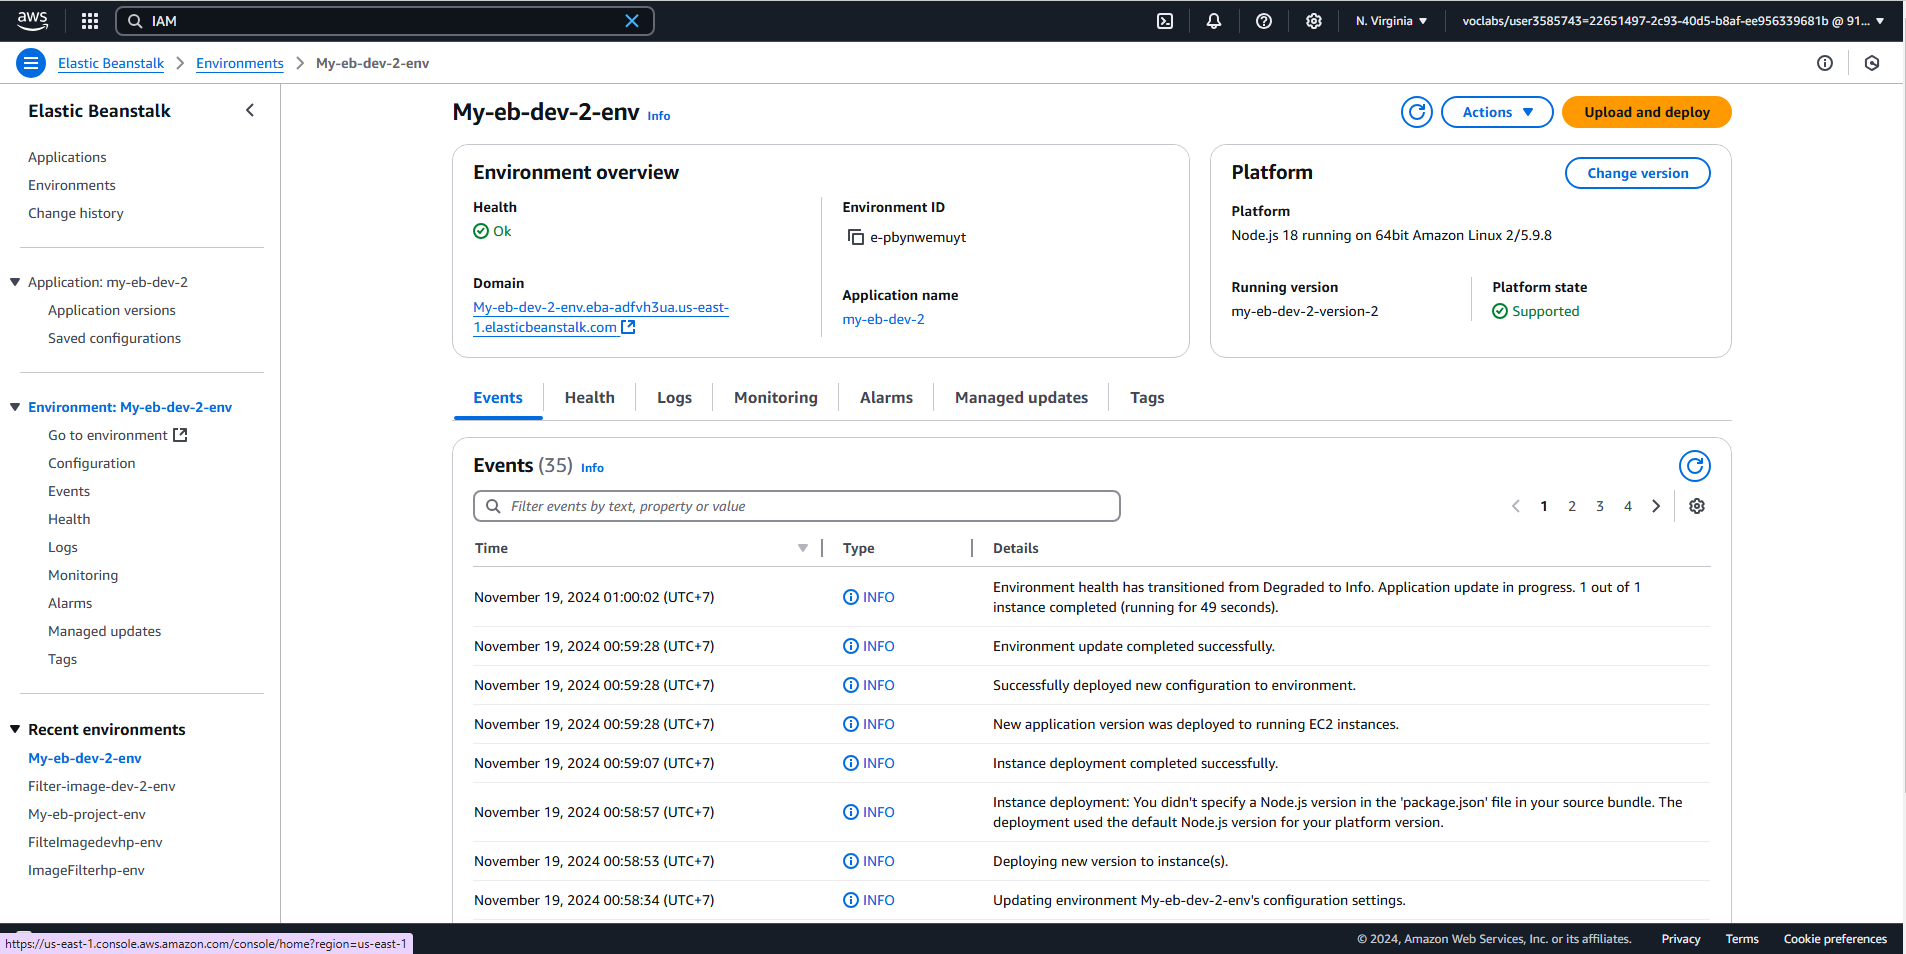 aws
IAM
N. Virginia
voclabs/user3585743=22651497-2c93-40d5-b8af-ee956339681b @ 91...
Elastic Beanstalk
Environments
My-eb-dev-2-env
Elastic Beanstalk
Applications
Environments
Change history
Application: my-eb-dev-2
Application versions
Saved configurations
Environment: My-eb-dev-2-env
Go to environment
Configuration
Events
Health
Logs
Monitoring
Alarms
Managed updates
Tags
Recent environments
My-eb-dev-2-env
Filter-image-dev-2-env
My-eb-project-env
FilteImagedevhp-env
ImageFilterhp-env
My-eb-dev-2-env Info
Actions
Upload and deploy
Environment overview
Health
Ok
Domain
My-eb-dev-2-env.eba-adfvh3ua.us-east-
1.elasticbeanstalk.com
Environment ID
e-pbynwemuyt
Application name
my-eb-dev-2
Platform
Change version
Platform
Node.js 18 running on 64bit Amazon Linux 2/5.9.8
Running version
my-eb-dev-2-version-2
Platform state
Supported
Events
Health
Logs
Monitoring
Alarms
Managed updates
Tags
Events (35) Info
Filter events by text, property or value
1 2 3 4
Time Type Details
November 19, 2024 01:00:02 (UTC+7) INFO Environment health has transitioned from Degraded to Info. Application update in progress. 1 out of 1
instance completed (running for 49 seconds).
November 19, 2024 00:59:28 (UTC+7) INFO Environment update completed successfully.
November 19, 2024 00:59:28 (UTC+7) INFO Successfully deployed new configuration to environment.
November 19, 2024 00:59:28 (UTC+7) INFO New application version was deployed to running EC2 instances.
November 19, 2024 00:59:07 (UTC+7) INFO Instance deployment completed successfully.
November 19, 2024 00:58:57 (UTC+7) INFO Instance deployment: You didn't specify a Node.js version in the 'package.json' file in your source bundle. The
deployment used the default Node.js version for your platform version.
November 19, 2024 00:58:53 (UTC+7) INFO Deploying new version to instance(s).
November 19, 2024 00:58:34 (UTC+7) INFO Updating environment My-eb-dev-2-env's configuration settings.
https://us-east-1.console.aws.amazon.com/console/home?region=us-east-1
© 2024, Amazon Web Services, Inc. or its affiliates.
Privacy
Terms
Cookie preferences